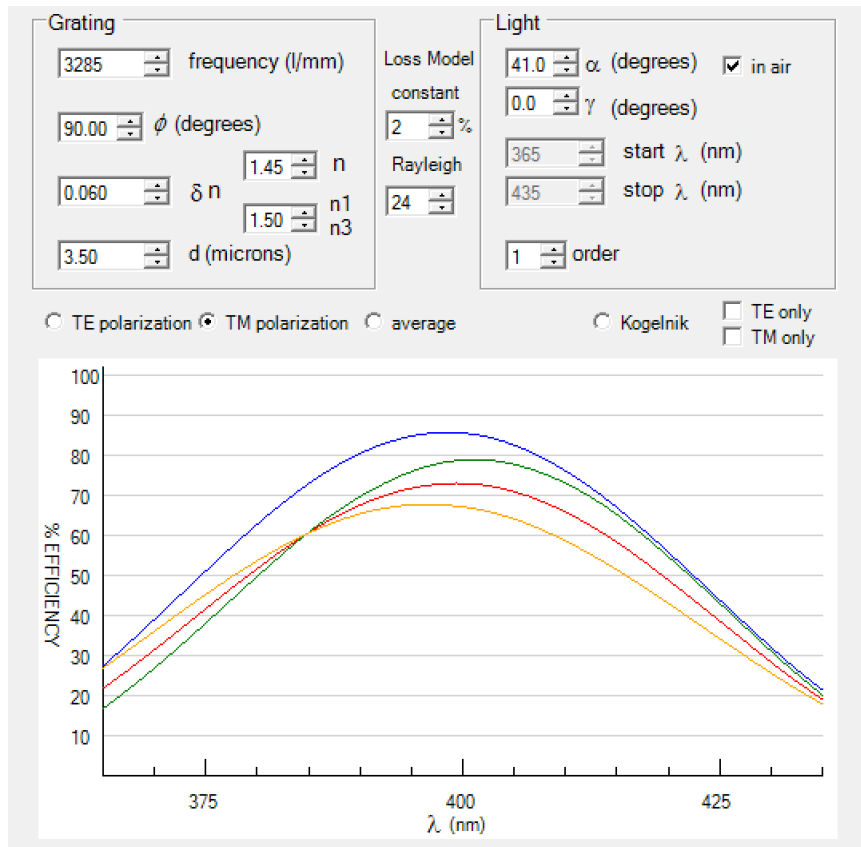 Grating
3285 frequency (l/mm)
90.00 ϕ (degrees)
1.45 n
0.060 δ n
1.50 n1
n3
3.50 d (microns)
Loss Model
constant
2 %
Rayleigh
24
Light
41.0 α (degrees) in air
0.0 γ (degrees)
365 start λ (nm)
435 stop λ (nm)
1 order
TE polarization TM polarization average Kogelnik
TE only
TM only
% EFFICIENCY
100
90
80
70
60
50
40
30
20
10
375 400 425
λ (nm)